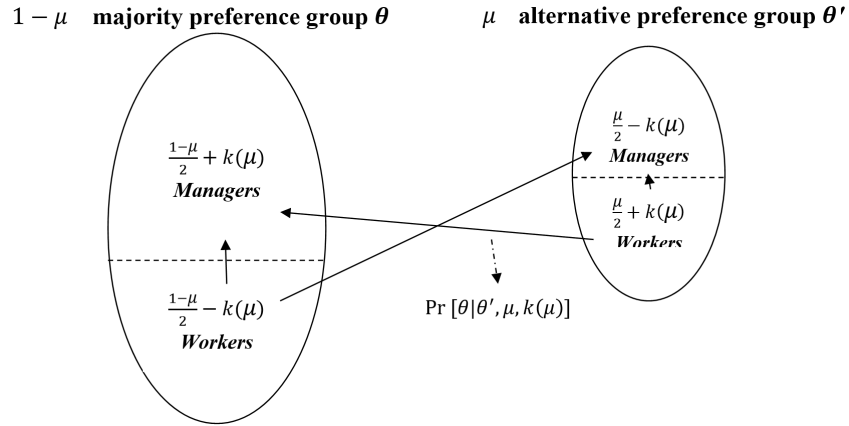 1 − μ majority preference group θ
μ alternative preference group θ′
(1−μ)/2 + k(μ)
Managers
(1−μ)/2 − k(μ)
Workers
μ/2 − k(μ)
Managers
μ/2 + k(μ)
Workers
Pr [θ|θ′, μ, k(μ)]